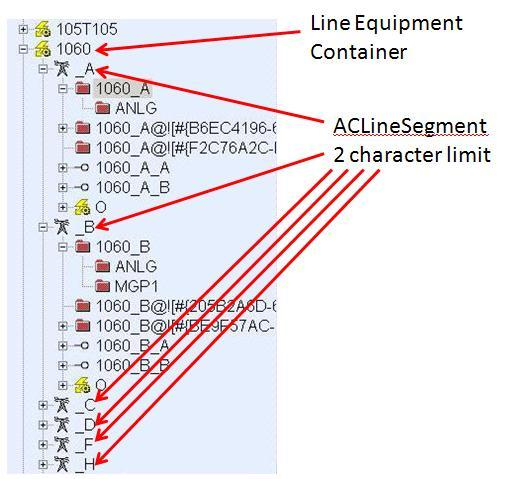 105T105
1060
_A
1060_A
ANLG
1060_A@I[#{B6EC4196-6
1060_A@I[#{F2C76A2C-
1060_A_A
1060_A_B
O
_B
1060_B
ANLG
MGP1
1060_B@I[#{205B2A6D-6
1060_B@I[#{BE9F57AC-
1060_B_A
1060_B_B
O
_C
_D
_F
_H
Line Equipment
Container
ACLineSegment
2 character limit